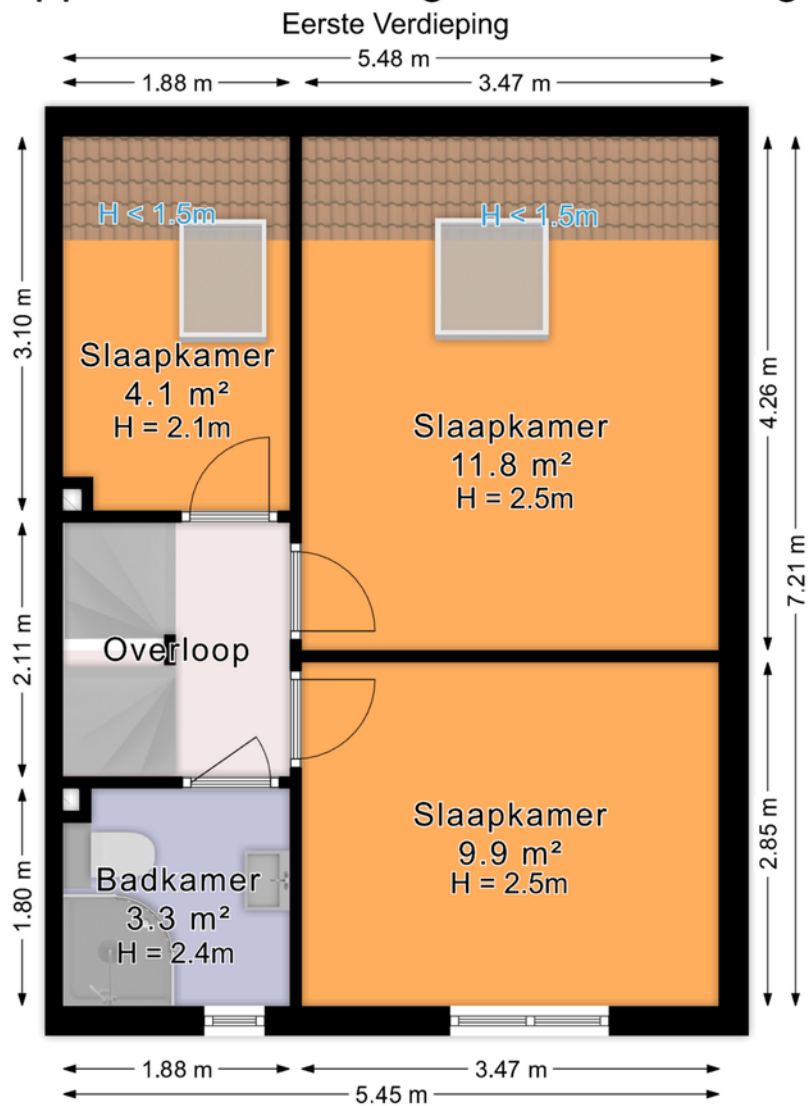 Eerste Verdieping
5.48 m
1.88 m
3.47 m
H < 1.5m
H < 1.5m
3.10 m
Slaapkamer
4.1 m²
H = 2.1m
Slaapkamer
11.8 m²
H = 2.5m
4.26 m
7.21 m
2.11 m
Overloop
Slaapkamer
9.9 m²
H = 2.5m
2.85 m
1.80 m
Badkamer
3.3 m²
H = 2.4m
1.88 m
3.47 m
5.45 m